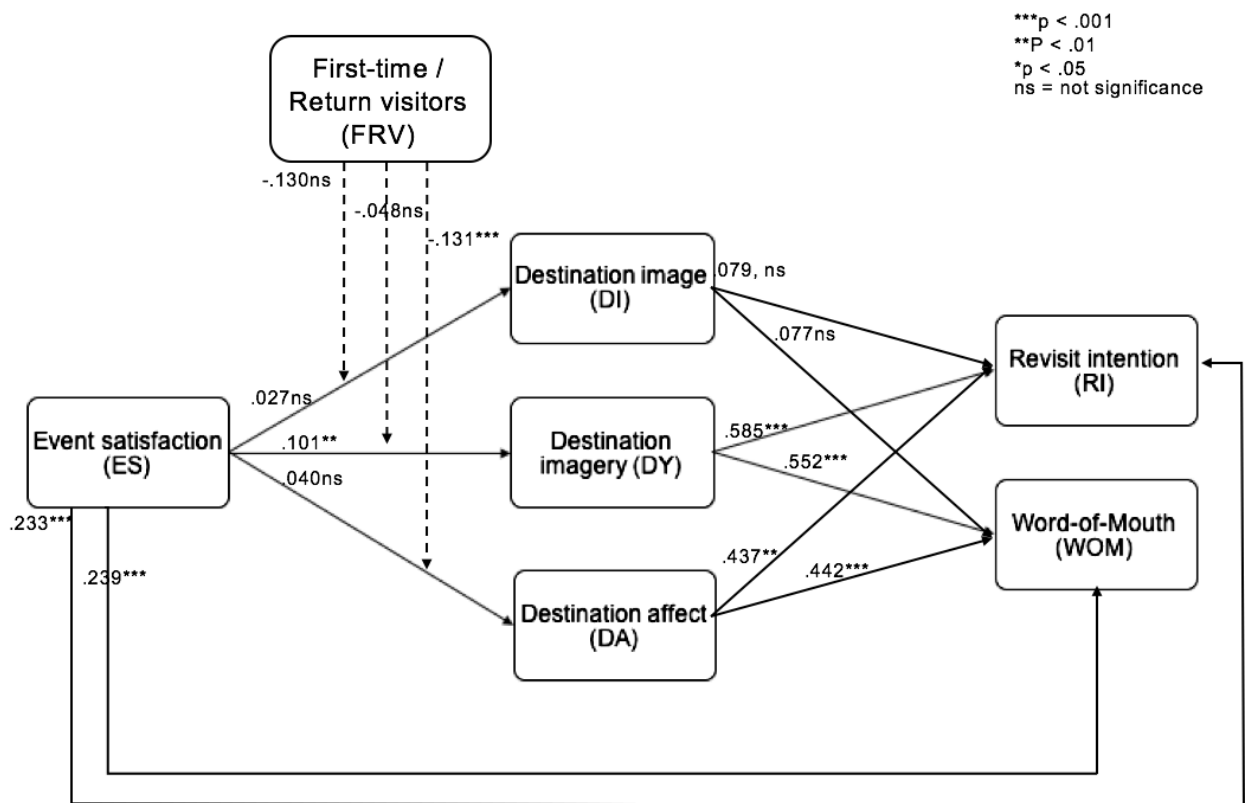 ***p < .001
**P < .01
*p < .05
ns = not significance
First-time /
Return visitors
(FRV)
-.130ns
-.048ns
-.131***
Destination image
(DI)
.079, ns
.077ns
Revisit intention
(RI)
.027ns
Event satisfaction
(ES)
.101**
.040ns
Destination
imagery (DY)
.585***
.552***
Word-of-Mouth
(WOM)
.233***
.239***
.437**
.442***
Destination affect
(DA)